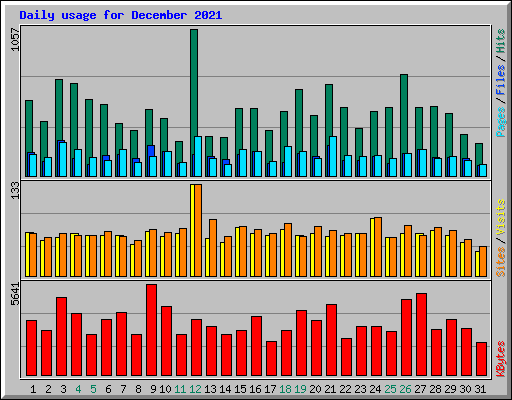 Daily usage for December 2021
1057
Pages / Files / Hits
133
Sites / Visits
5641
KBytes
1 2 3 4 5 6 7 8 9 10 11 12 13 14 15 16 17 18 19 20 21 22 23 24 25 26 27 28 29 30 31